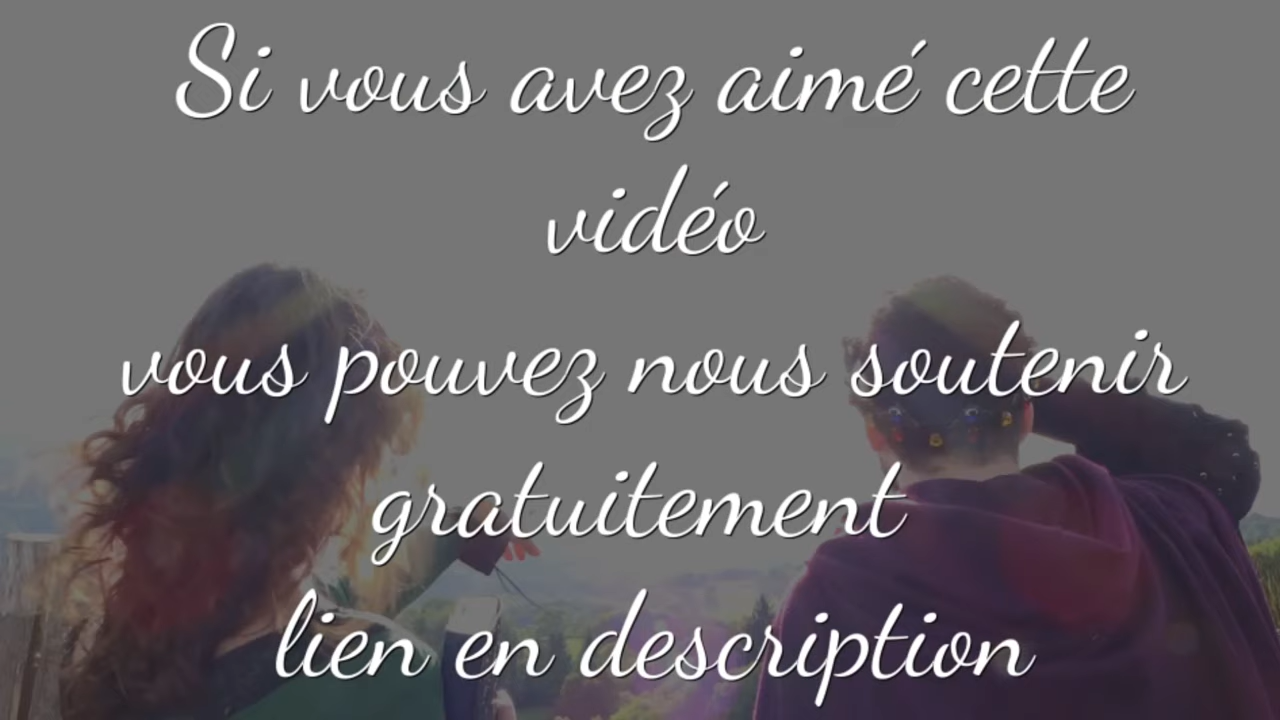 Si vous avez aimé cette
vidéo
vous pouvez nous soutenir
gratuitement
lien en description